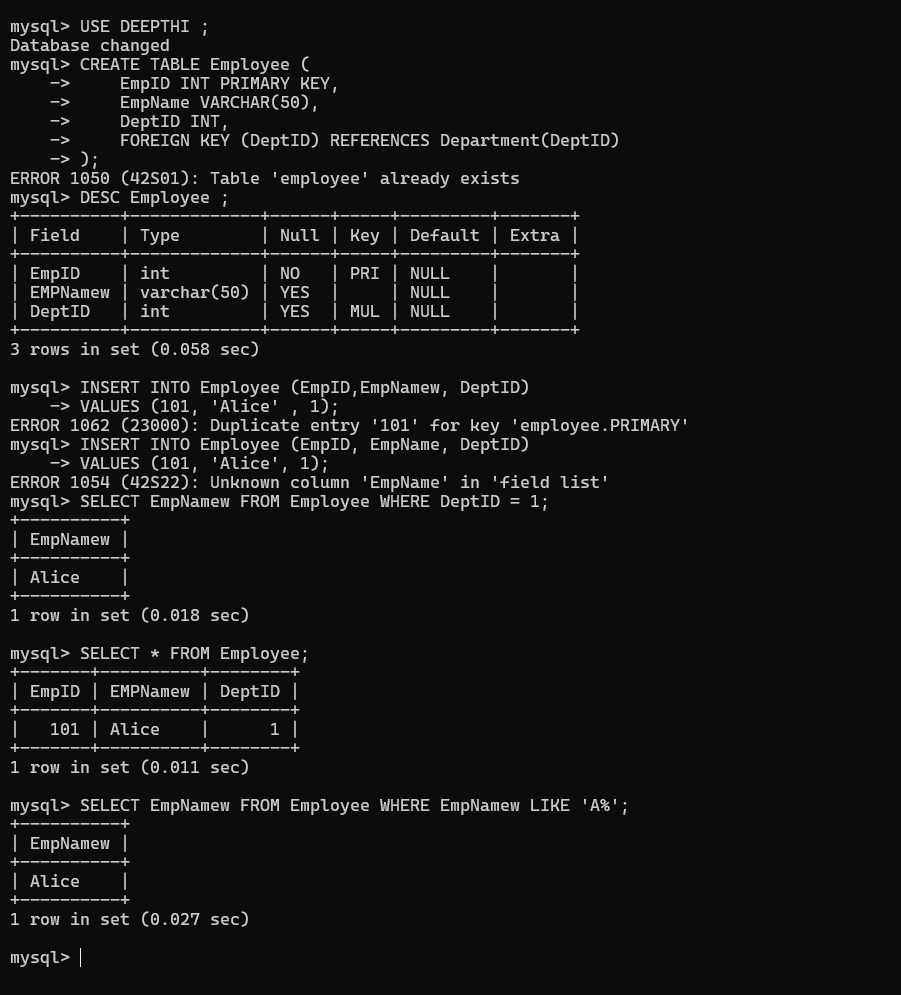 mysql> USE DEEPTHI ;
Database changed
mysql> CREATE TABLE Employee (
    ->     EmpID INT PRIMARY KEY,
    ->     EmpName VARCHAR(50),
    ->     DeptID INT,
    ->     FOREIGN KEY (DeptID) REFERENCES Department(DeptID)
    -> );
ERROR 1050 (42S01): Table 'employee' already exists
mysql> DESC Employee ;
+----------+-------------+------+-----+---------+-------+
| Field    | Type        | Null | Key | Default | Extra |
+----------+-------------+------+-----+---------+-------+
| EmpID    | int         | NO   | PRI | NULL    |       |
| EMPNamew | varchar(50) | YES  |     | NULL    |       |
| DeptID   | int         | YES  | MUL | NULL    |       |
+----------+-------------+------+-----+---------+-------+
3 rows in set (0.058 sec)

mysql> INSERT INTO Employee (EmpID,EmpNamew, DeptID)
    -> VALUES (101, 'Alice' , 1);
ERROR 1062 (23000): Duplicate entry '101' for key 'employee.PRIMARY'
mysql> INSERT INTO Employee (EmpID, EmpName, DeptID)
    -> VALUES (101, 'Alice', 1);
ERROR 1054 (42S22): Unknown column 'EmpName' in 'field list'
mysql> SELECT EmpNamew FROM Employee WHERE DeptID = 1;
+----------+
| EmpNamew |
+----------+
| Alice    |
+----------+
1 row in set (0.018 sec)

mysql> SELECT * FROM Employee;
+-------+----------+--------+
| EmpID | EMPNamew | DeptID |
+-------+----------+--------+
|   101 | Alice    |      1 |
+-------+----------+--------+
1 row in set (0.011 sec)

mysql> SELECT EmpNamew FROM Employee WHERE EmpNamew LIKE 'A%';
+----------+
| EmpNamew |
+----------+
| Alice    |
+----------+
1 row in set (0.027 sec)

mysql>